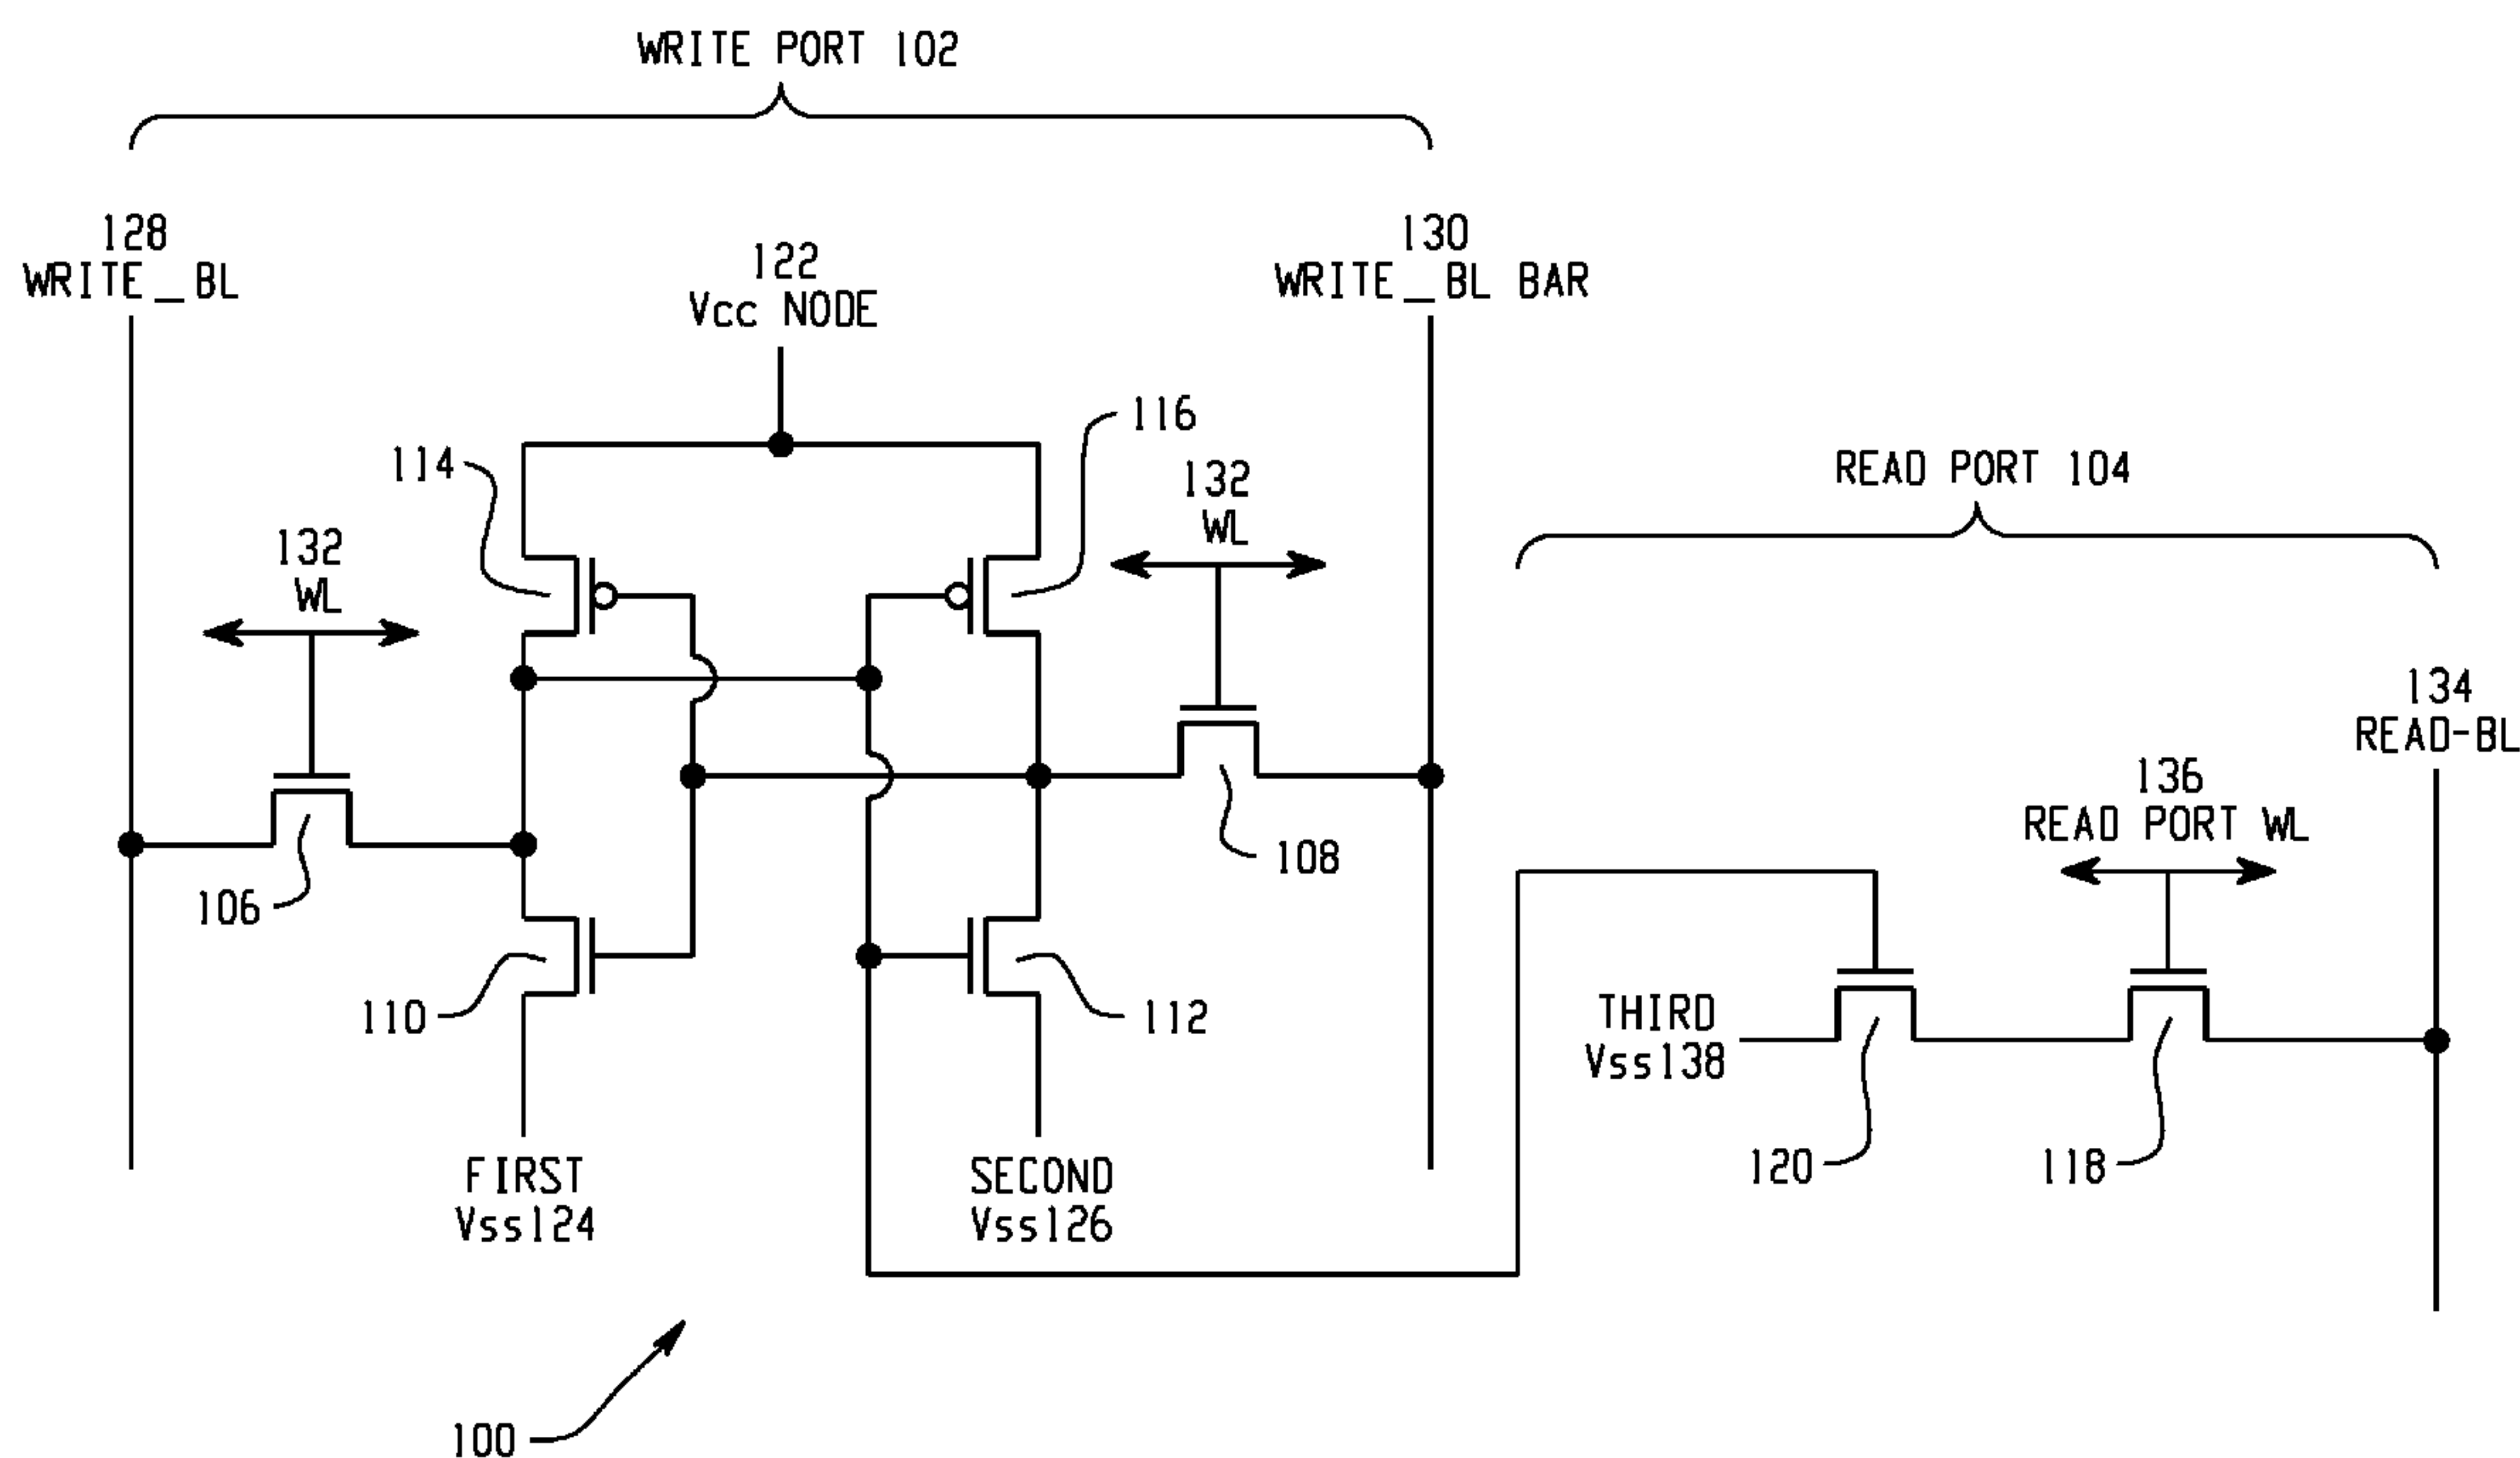 WRITE PORT 102
128
WRITE_BL
122
Vcc NODE
130
WRITE_BL BAR
114
116
132
WL
132
WL
READ PORT 104
134
READ-BL
136
READ PORT WL
106
108
110
112
THIRD
Vss138
120
118
FIRST
Vss124
SECOND
Vss126
100